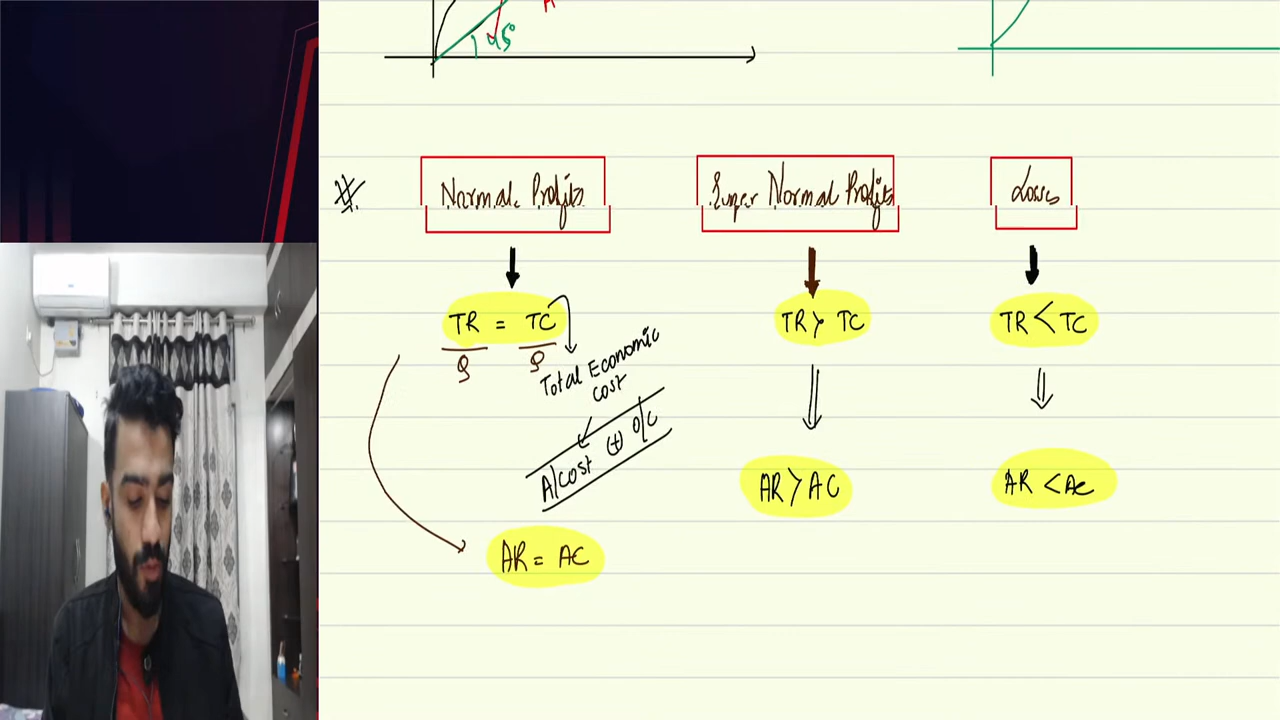 45°
Normal Profits
Super Normal Profits
Loss
TR = TC
TR > TC
TR < TC
Q
Q
Total Economic
cost
A/cost (+) O/C
AR > AC
AR < AC
AR = AC